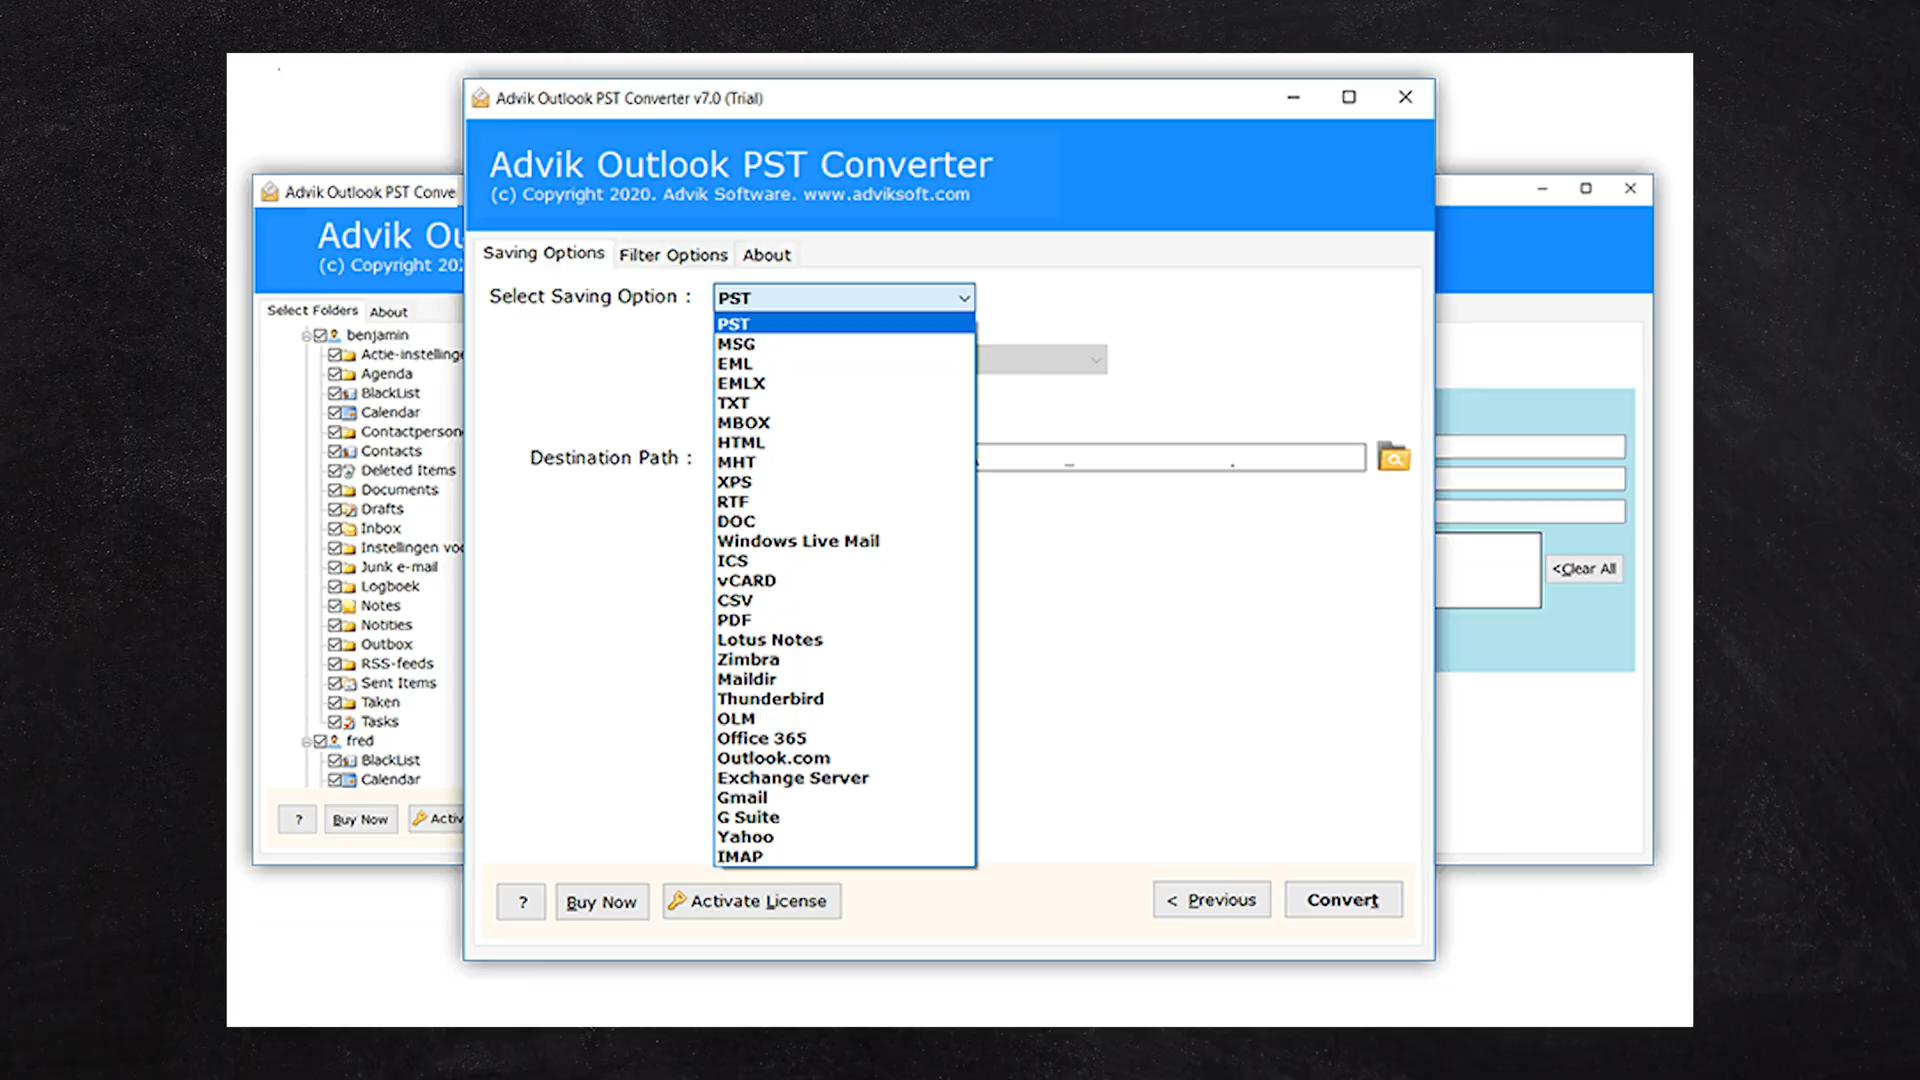 Advik Outlook PST Converter v7.0 (Trial)
Advik Outlook PST Converter
(c) Copyright 2020. Advik Software. www.adviksoft.com
Saving Options
Filter Options
About
Select Saving Option :
PST
PST
MSG
EML
EMLX
TXT
MBOX
HTML
MHT
XPS
RTF
DOC
Windows Live Mail
ICS
vCARD
CSV
PDF
Lotus Notes
Zimbra
Maildir
Thunderbird
OLM
Office 365
Outlook.com
Exchange Server
Gmail
G Suite
Yahoo
IMAP
Destination Path :
?
Buy Now
Activate License
< Previous
Convert
Advik Outlook PST Conve
Advik Ou
(c) Copyright 202
Select Folders
About
benjamin
Actie-instellinge
Agenda
BlackList
Calendar
Contactperson
Contacts
Deleted Items
Documents
Drafts
Inbox
Instellingen voo
Junk e-mail
Logboek
Notes
Notities
Outbox
RSS-feeds
Sent Items
Taken
Tasks
fred
BlackList
Calendar
?
Buy Now
Activ
<Clear All